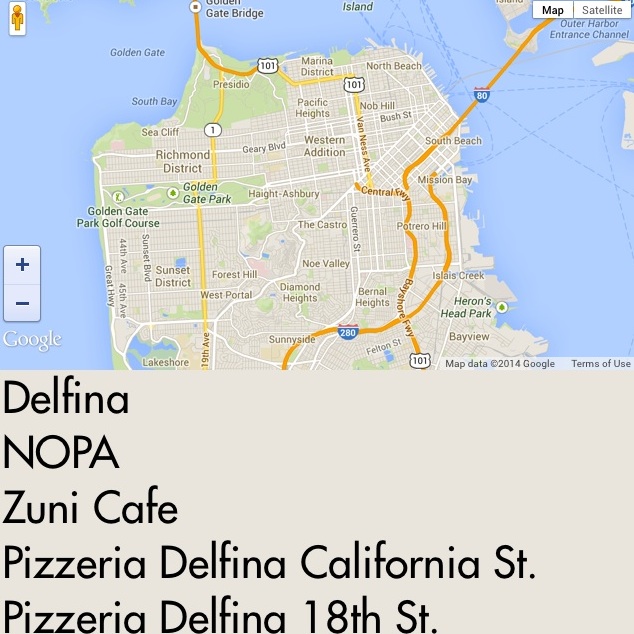 Golden
Gate Bridge
Island
Island
Map
Satellite
Outer Harbor
Entrance Channel
Golden Gate
101
Marina
District
North Beach
Presidio
101
80
South Bay
Pacific
Heights
Nob Hill
Bush St
Sea Cliff
1
Van Ness Ave
South Beach
Geary Blvd
Western
Addition
Richmond
District
Mission Bay
Golden
Gate Park
Haight-Ashbury
Central Fwy
Golden Gate
Park Golf Course
The Castro
Guerrero St
Potrero Hill
44th Ave
Sunset Blvd
Noe Valley
Great Hwy
45th Ave
Sunset
District
Forest Hill
Islais Creek
Diamond
Heights
Bernal
Heights
Bayshore Fwy
West Portal
Heron's
Head Park
+
−
Google
19th Ave
Sunnyside
280
Felton St
Bayview
Lakeshore
101
Map data ©2014 Google
Terms of Use
Delfina
NOPA
Zuni Cafe
Pizzeria Delfina California St.
Pizzeria Delfina 18th St.